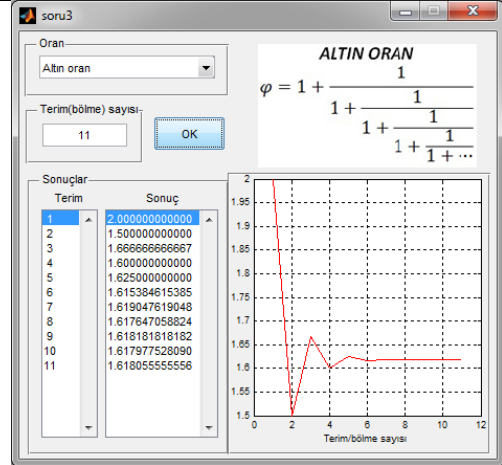 soru3
Oran
Altın oran
Terim(bölme) sayısı
11
OK
ALTIN ORAN
φ = 1 + 1
1 + 1
1 + 1
1 + 1
1 + ⋯
Sonuçlar
Terim Sonuç
1 2.000000000000
2 1.500000000000
3 1.666666666667
4 1.600000000000
5 1.625000000000
6 1.615384615385
7 1.619047619048
8 1.617647058824
9 1.618181818182
10 1.617977528090
11 1.618055555556
2
1.95
1.9
1.85
1.8
1.75
1.7
1.65
1.6
1.55
1.5
0 2 4 6 8 10 12
Terim/bölme sayısı